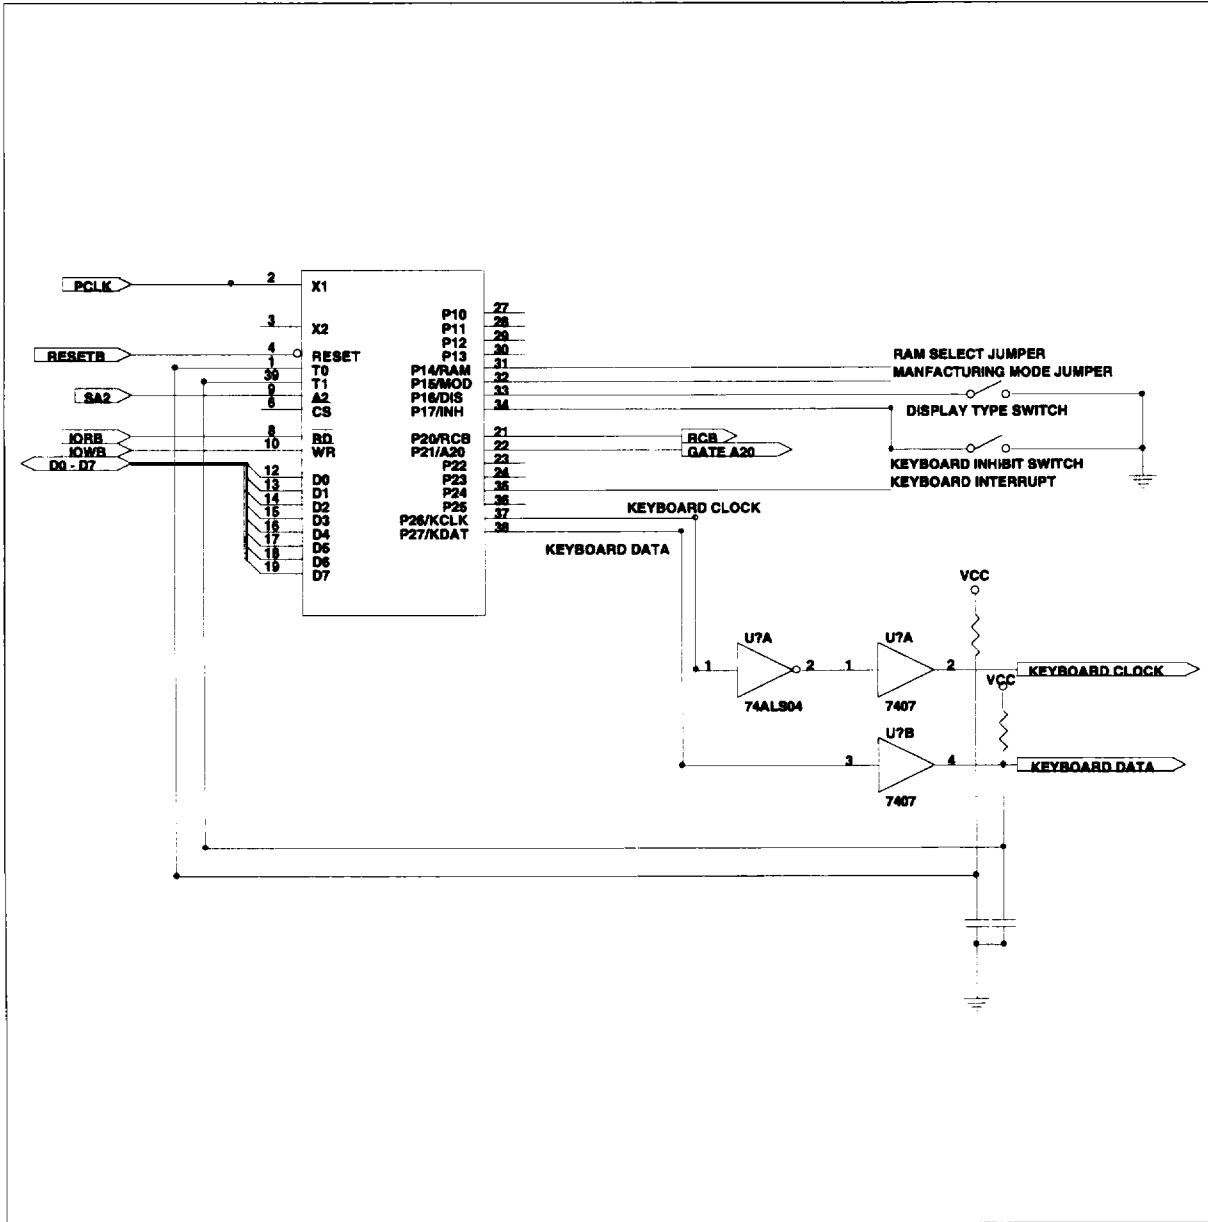 PCLK
2
X1
3
X2
RESETB
4
RESET
1
T0
39
T1
SA2
9
A2
6
CS
IORB
8
RD
IOWB
10
WR
D0 - D7
12
D0
13
D1
14
D2
15
D3
16
D4
17
D5
18
D6
19
D7
P10
27
P11
28
P12
29
P13
30
P14/RAM
31
P15/MOD
32
P16/DIS
33
P17/INH
34
P20/RCB
21
P21/A20
22
P22
23
P23
24
P24
35
P25
36
P26/KCLK
37
P27/KDAT
38
RAM SELECT JUMPER
MANFACTURING MODE JUMPER
DISPLAY TYPE SWITCH
RCB
GATE A20
KEYBOARD INHIBIT SWITCH
KEYBOARD INTERRUPT
KEYBOARD CLOCK
KEYBOARD DATA
VCC
U?A
1
2
74ALS04
U?A
1
2
7407
KEYBOARD CLOCK
VCC
U?B
3
4
7407
KEYBOARD DATA